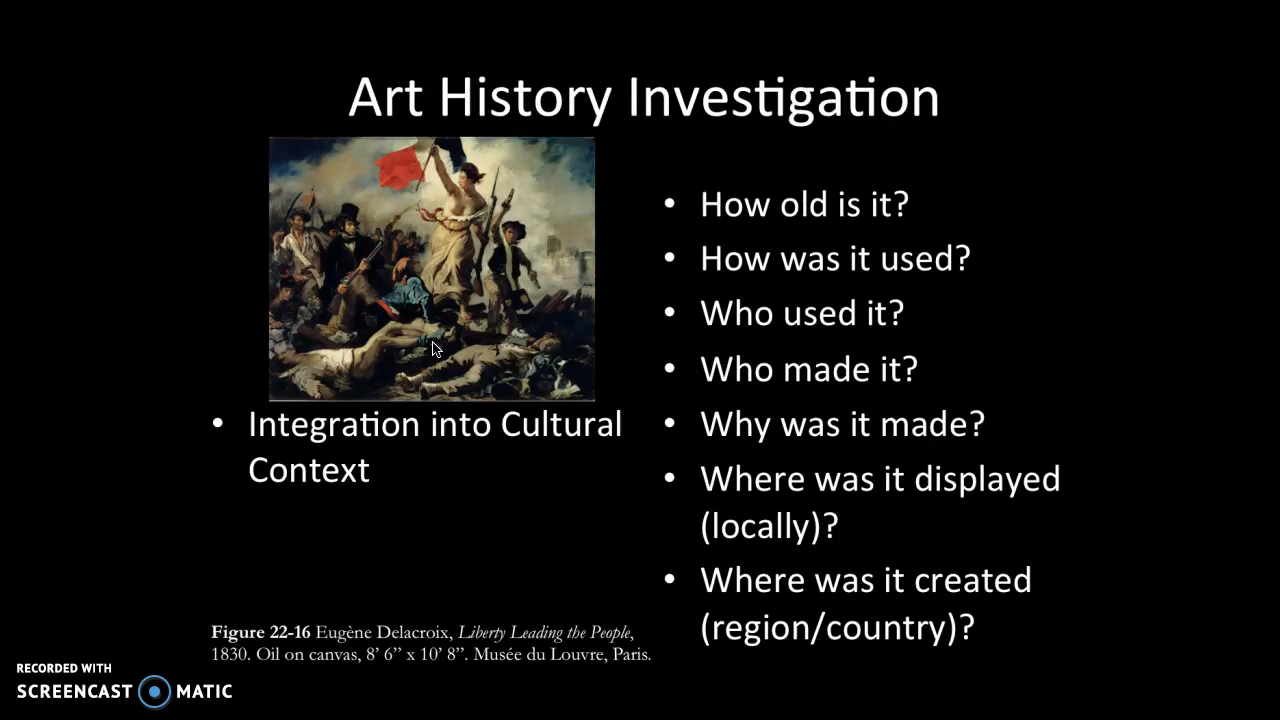 Art History Investigation
• Integration into Cultural
Context
• How old is it?
• How was it used?
• Who used it?
• Who made it?
• Why was it made?
• Where was it displayed
(locally)?
• Where was it created
(region/country)?
Figure 22-16 Eugène Delacroix, Liberty Leading the People,
1830. Oil on canvas, 8’ 6” x 10’ 8”. Musée du Louvre, Paris.
RECORDED WITH
SCREENCAST MATIC